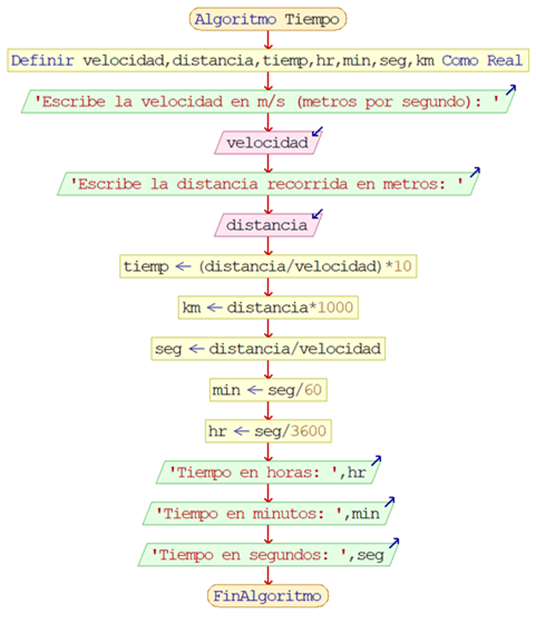 Algoritmo Tiempo
Definir velocidad,distancia,tiemp,hr,min,seg,km Como Real
'Escribe la velocidad en m/s (metros por segundo): '
velocidad
'Escribe la distancia recorrida en metros: '
distancia
tiemp ← (distancia/velocidad)*10
km ← distancia*1000
seg ← distancia/velocidad
min ← seg/60
hr ← seg/3600
'Tiempo en horas: ',hr
'Tiempo en minutos: ',min
'Tiempo en segundos: ',seg
FinAlgoritmo